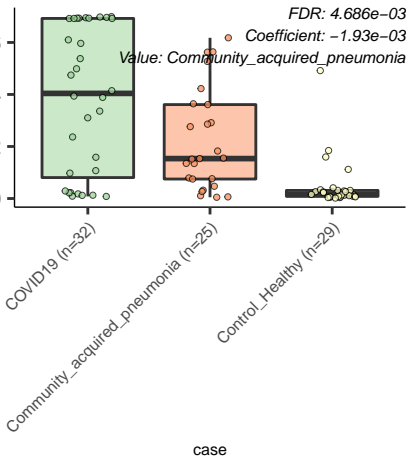 FDR: 4.686e−03
Coefficient: −1.93e−03
Value: Community_acquired_pneumonia
COVID19 (n=32)
Community_acquired_pneumonia (n=25)
Control_Healthy (n=29)
case